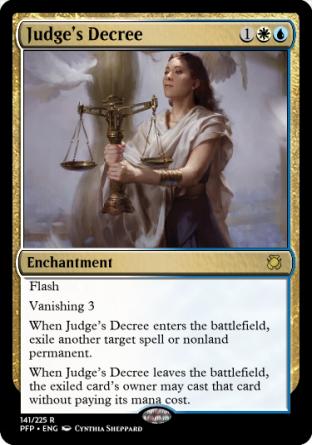 Judge's Decree 1
Enchantment
Flash
Vanishing 3
When Judge's Decree enters the battlefield,
exile another target spell or nonland
permanent.
When Judge's Decree leaves the battlefield,
the exiled card's owner may cast that card
without paying its mana cost.
141/225 R
PFP • ENG Cynthia Sheppard